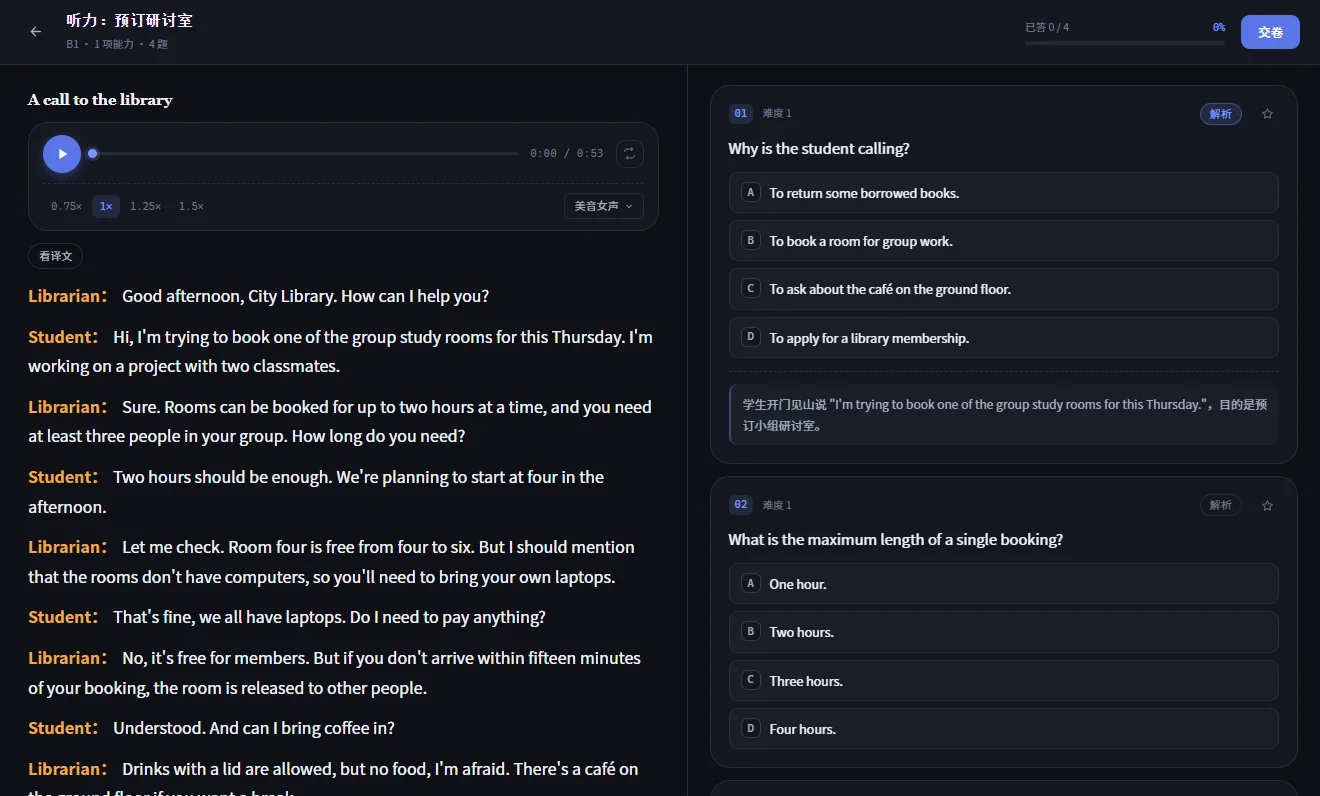 听力：预订研讨室
B1 · 1 项能力 · 4 题
已答 0 / 4
0%
交卷
A call to the library
0:00 / 0:53
0.75×
1×
1.25×
1.5×
美音女声
看译文
Librarian： Good afternoon, City Library. How can I help you?
Student： Hi, I'm trying to book one of the group study rooms for this Thursday. I'm
working on a project with two classmates.
Librarian： Sure. Rooms can be booked for up to two hours at a time, and you need
at least three people in your group. How long do you need?
Student： Two hours should be enough. We're planning to start at four in the
afternoon.
Librarian： Let me check. Room four is free from four to six. But I should mention
that the rooms don't have computers, so you'll need to bring your own laptops.
Student： That's fine, we all have laptops. Do I need to pay anything?
Librarian： No, it's free for members. But if you don't arrive within fifteen minutes
of your booking, the room is released to other people.
Student： Understood. And can I bring coffee in?
Librarian： Drinks with a lid are allowed, but no food, I'm afraid. There's a café on
the ground floor if you want a break.
01 难度 1
解析
Why is the student calling?
A To return some borrowed books.
B To book a room for group work.
C To ask about the café on the ground floor.
D To apply for a library membership.
学生开门见山说 "I'm trying to book one of the group study rooms for this Thursday."，目的是预
订小组研讨室。
02 难度 1
解析
What is the maximum length of a single booking?
A One hour.
B Two hours.
C Three hours.
D Four hours.